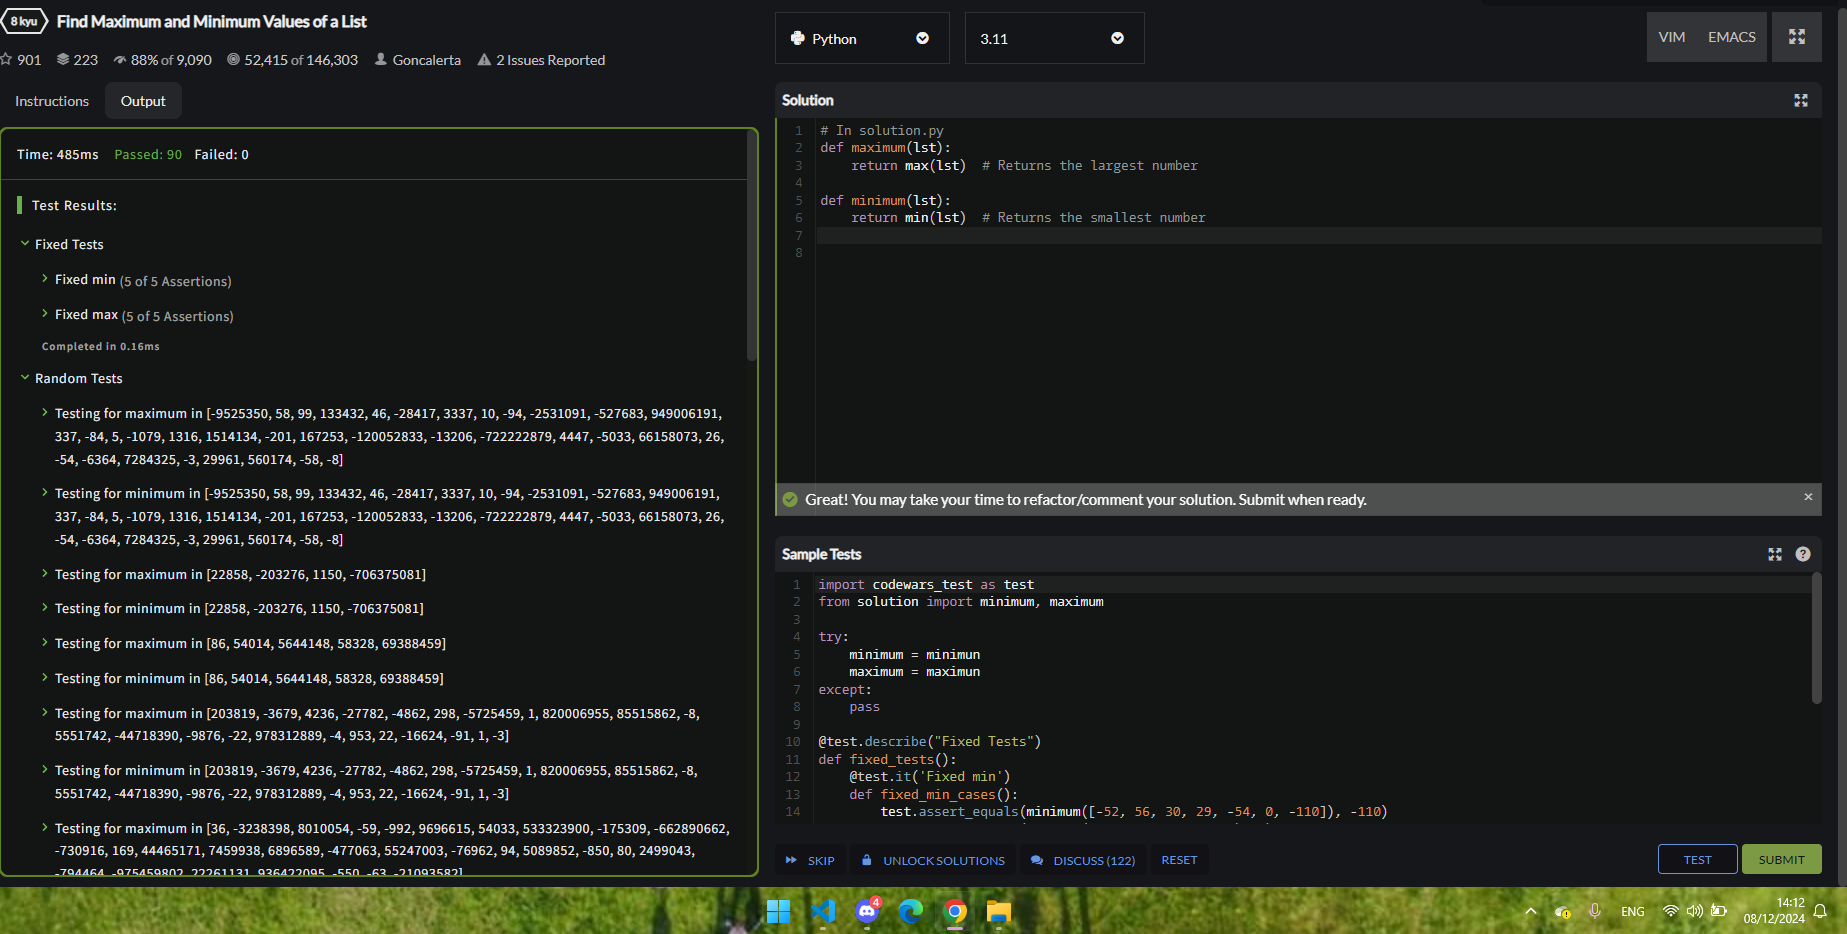 8 kyu Find Maximum and Minimum Values of a List
901 223 88% of 9,090 52,415 of 146,303 Goncalerta 2 Issues Reported
Instructions Output
Time: 485ms Passed: 90 Failed: 0
Test Results:
Fixed Tests
Fixed min (5 of 5 Assertions)
Fixed max (5 of 5 Assertions)
Completed in 0.16ms
Random Tests
Testing for maximum in [-9525350, 58, 99, 133432, 46, -28417, 3337, 10, -94, -2531091, -527683, 949006191,
337, -84, 5, -1079, 1316, 1514134, -201, 167253, -120052833, -13206, -722222879, 4447, -5033, 66158073, 26,
-54, -6364, 7284325, -3, 29961, 560174, -58, -8]
Testing for minimum in [-9525350, 58, 99, 133432, 46, -28417, 3337, 10, -94, -2531091, -527683, 949006191,
337, -84, 5, -1079, 1316, 1514134, -201, 167253, -120052833, -13206, -722222879, 4447, -5033, 66158073, 26,
-54, -6364, 7284325, -3, 29961, 560174, -58, -8]
Testing for maximum in [22858, -203276, 1150, -706375081]
Testing for minimum in [22858, -203276, 1150, -706375081]
Testing for maximum in [86, 54014, 5644148, 58328, 69388459]
Testing for minimum in [86, 54014, 5644148, 58328, 69388459]
Testing for maximum in [203819, -3679, 4236, -27782, -4862, 298, -5725459, 1, 820006955, 85515862, -8,
5551742, -44718390, -9876, -22, 978312889, -4, 953, 22, -16624, -91, 1, -3]
Testing for minimum in [203819, -3679, 4236, -27782, -4862, 298, -5725459, 1, 820006955, 85515862, -8,
5551742, -44718390, -9876, -22, 978312889, -4, 953, 22, -16624, -91, 1, -3]
Testing for maximum in [36, -3238398, 8010054, -59, -992, 9696615, 54033, 533323900, -175309, -662890662,
-730916, 169, 44465171, 7459938, 6896589, -477063, 55247003, -76962, 94, 5089852, -850, 80, 2499043,
-794464, -975459802, 22261131, 936422095, -550, -63, -21093582]
Python 3.11 VIM EMACS
Solution
1 # In solution.py
2 def maximum(lst):
3 return max(lst) # Returns the largest number
4
5 def minimum(lst):
6 return min(lst) # Returns the smallest number
7
8
Great! You may take your time to refactor/comment your solution. Submit when ready.
Sample Tests
1 import codewars_test as test
2 from solution import minimum, maximum
3
4 try:
5 minimum = minimun
6 maximum = maximun
7 except:
8 pass
9
10 @test.describe("Fixed Tests")
11 def fixed_tests():
12 @test.it('Fixed min')
13 def fixed_min_cases():
14 test.assert_equals(minimum([-52, 56, 30, 29, -54, 0, -110]), -110)
SKIP UNLOCK SOLUTIONS DISCUSS (122) RESET TEST SUBMIT
4
ENG
14:12
08/12/2024